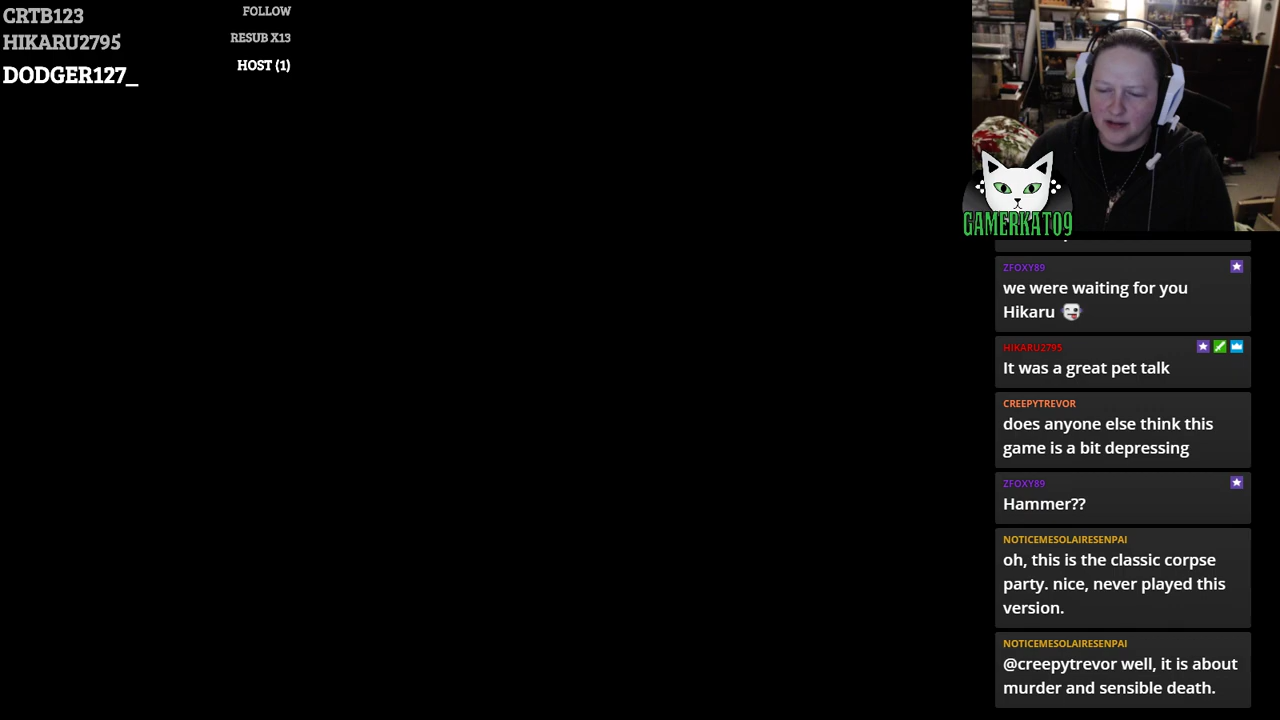 CRTB123 FOLLOW
HIKARU2795 RESUB X13
DODGER127_ HOST (1)
GAMERKAT09
ZFOXY89
we were waiting for you
Hikaru
HIKARU2795
It was a great pet talk
CREEPYTREVOR
does anyone else think this
game is a bit depressing
ZFOXY89
Hammer??
NOTICEMESOLAIRESENPAI
oh, this is the classic corpse
party. nice, never played this
version.
NOTICEMESOLAIRESENPAI
@creepytrevor well, it is about
murder and sensible death.